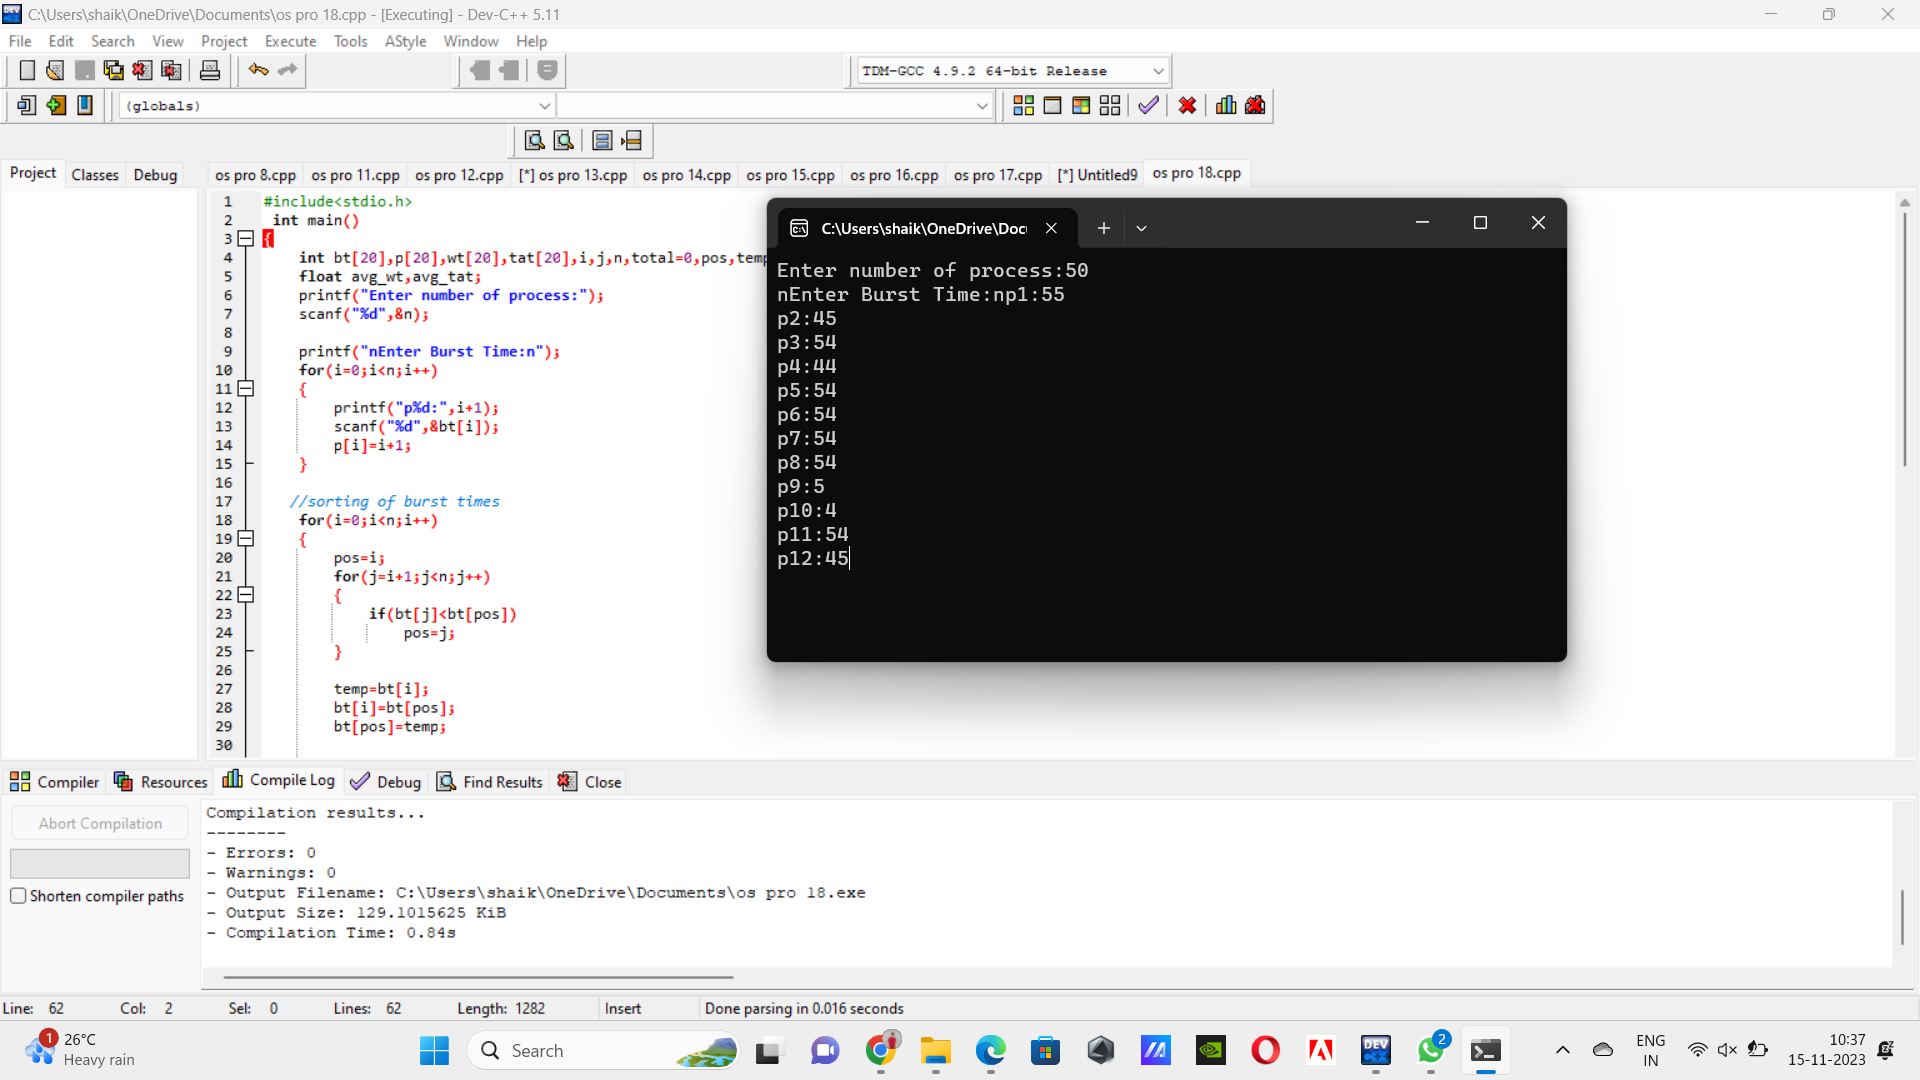 C:\Users\shaik\OneDrive\Documents\os pro 18.cpp - [Executing] - Dev-C++ 5.11
File Edit Search View Project Execute Tools AStyle Window Help
TDM-GCC 4.9.2 64-bit Release
(globals)
Project Classes Debug
os pro 8.cpp os pro 11.cpp os pro 12.cpp [*] os pro 13.cpp os pro 14.cpp os pro 15.cpp os pro 16.cpp os pro 17.cpp [*] Untitled9 os pro 18.cpp
1 #include<stdio.h>
2 int main()
3 {
4 int bt[20],p[20],wt[20],tat[20],i,j,n,total=0,pos,temp
5 float avg_wt,avg_tat;
6 printf("Enter number of process:");
7 scanf("%d",&n);
8
9 printf("nEnter Burst Time:n");
10 for(i=0;i<n;i++)
11 {
12 printf("p%d:",i+1);
13 scanf("%d",&bt[i]);
14 p[i]=i+1;
15 }
16
17 //sorting of burst times
18 for(i=0;i<n;i++)
19 {
20 pos=i;
21 for(j=i+1;j<n;j++)
22 {
23 if(bt[j]<bt[pos])
24 pos=j;
25 }
26
27 temp=bt[i];
28 bt[i]=bt[pos];
29 bt[pos]=temp;
30
C:\Users\shaik\OneDrive\Doc
Enter number of process:50
nEnter Burst Time:np1:55
p2:45
p3:54
p4:44
p5:54
p6:54
p7:54
p8:54
p9:5
p10:4
p11:54
p12:45
Compiler Resources Compile Log Debug Find Results Close
Abort Compilation
Shorten compiler paths
Compilation results...
--------
- Errors: 0
- Warnings: 0
- Output Filename: C:\Users\shaik\OneDrive\Documents\os pro 18.exe
- Output Size: 129.1015625 KiB
- Compilation Time: 0.84s
Line: 62 Col: 2 Sel: 0 Lines: 62 Length: 1282 Insert Done parsing in 0.016 seconds
1
26°C
Heavy rain
Search
DEV
C++
2
ENG
IN
10:37
15-11-2023